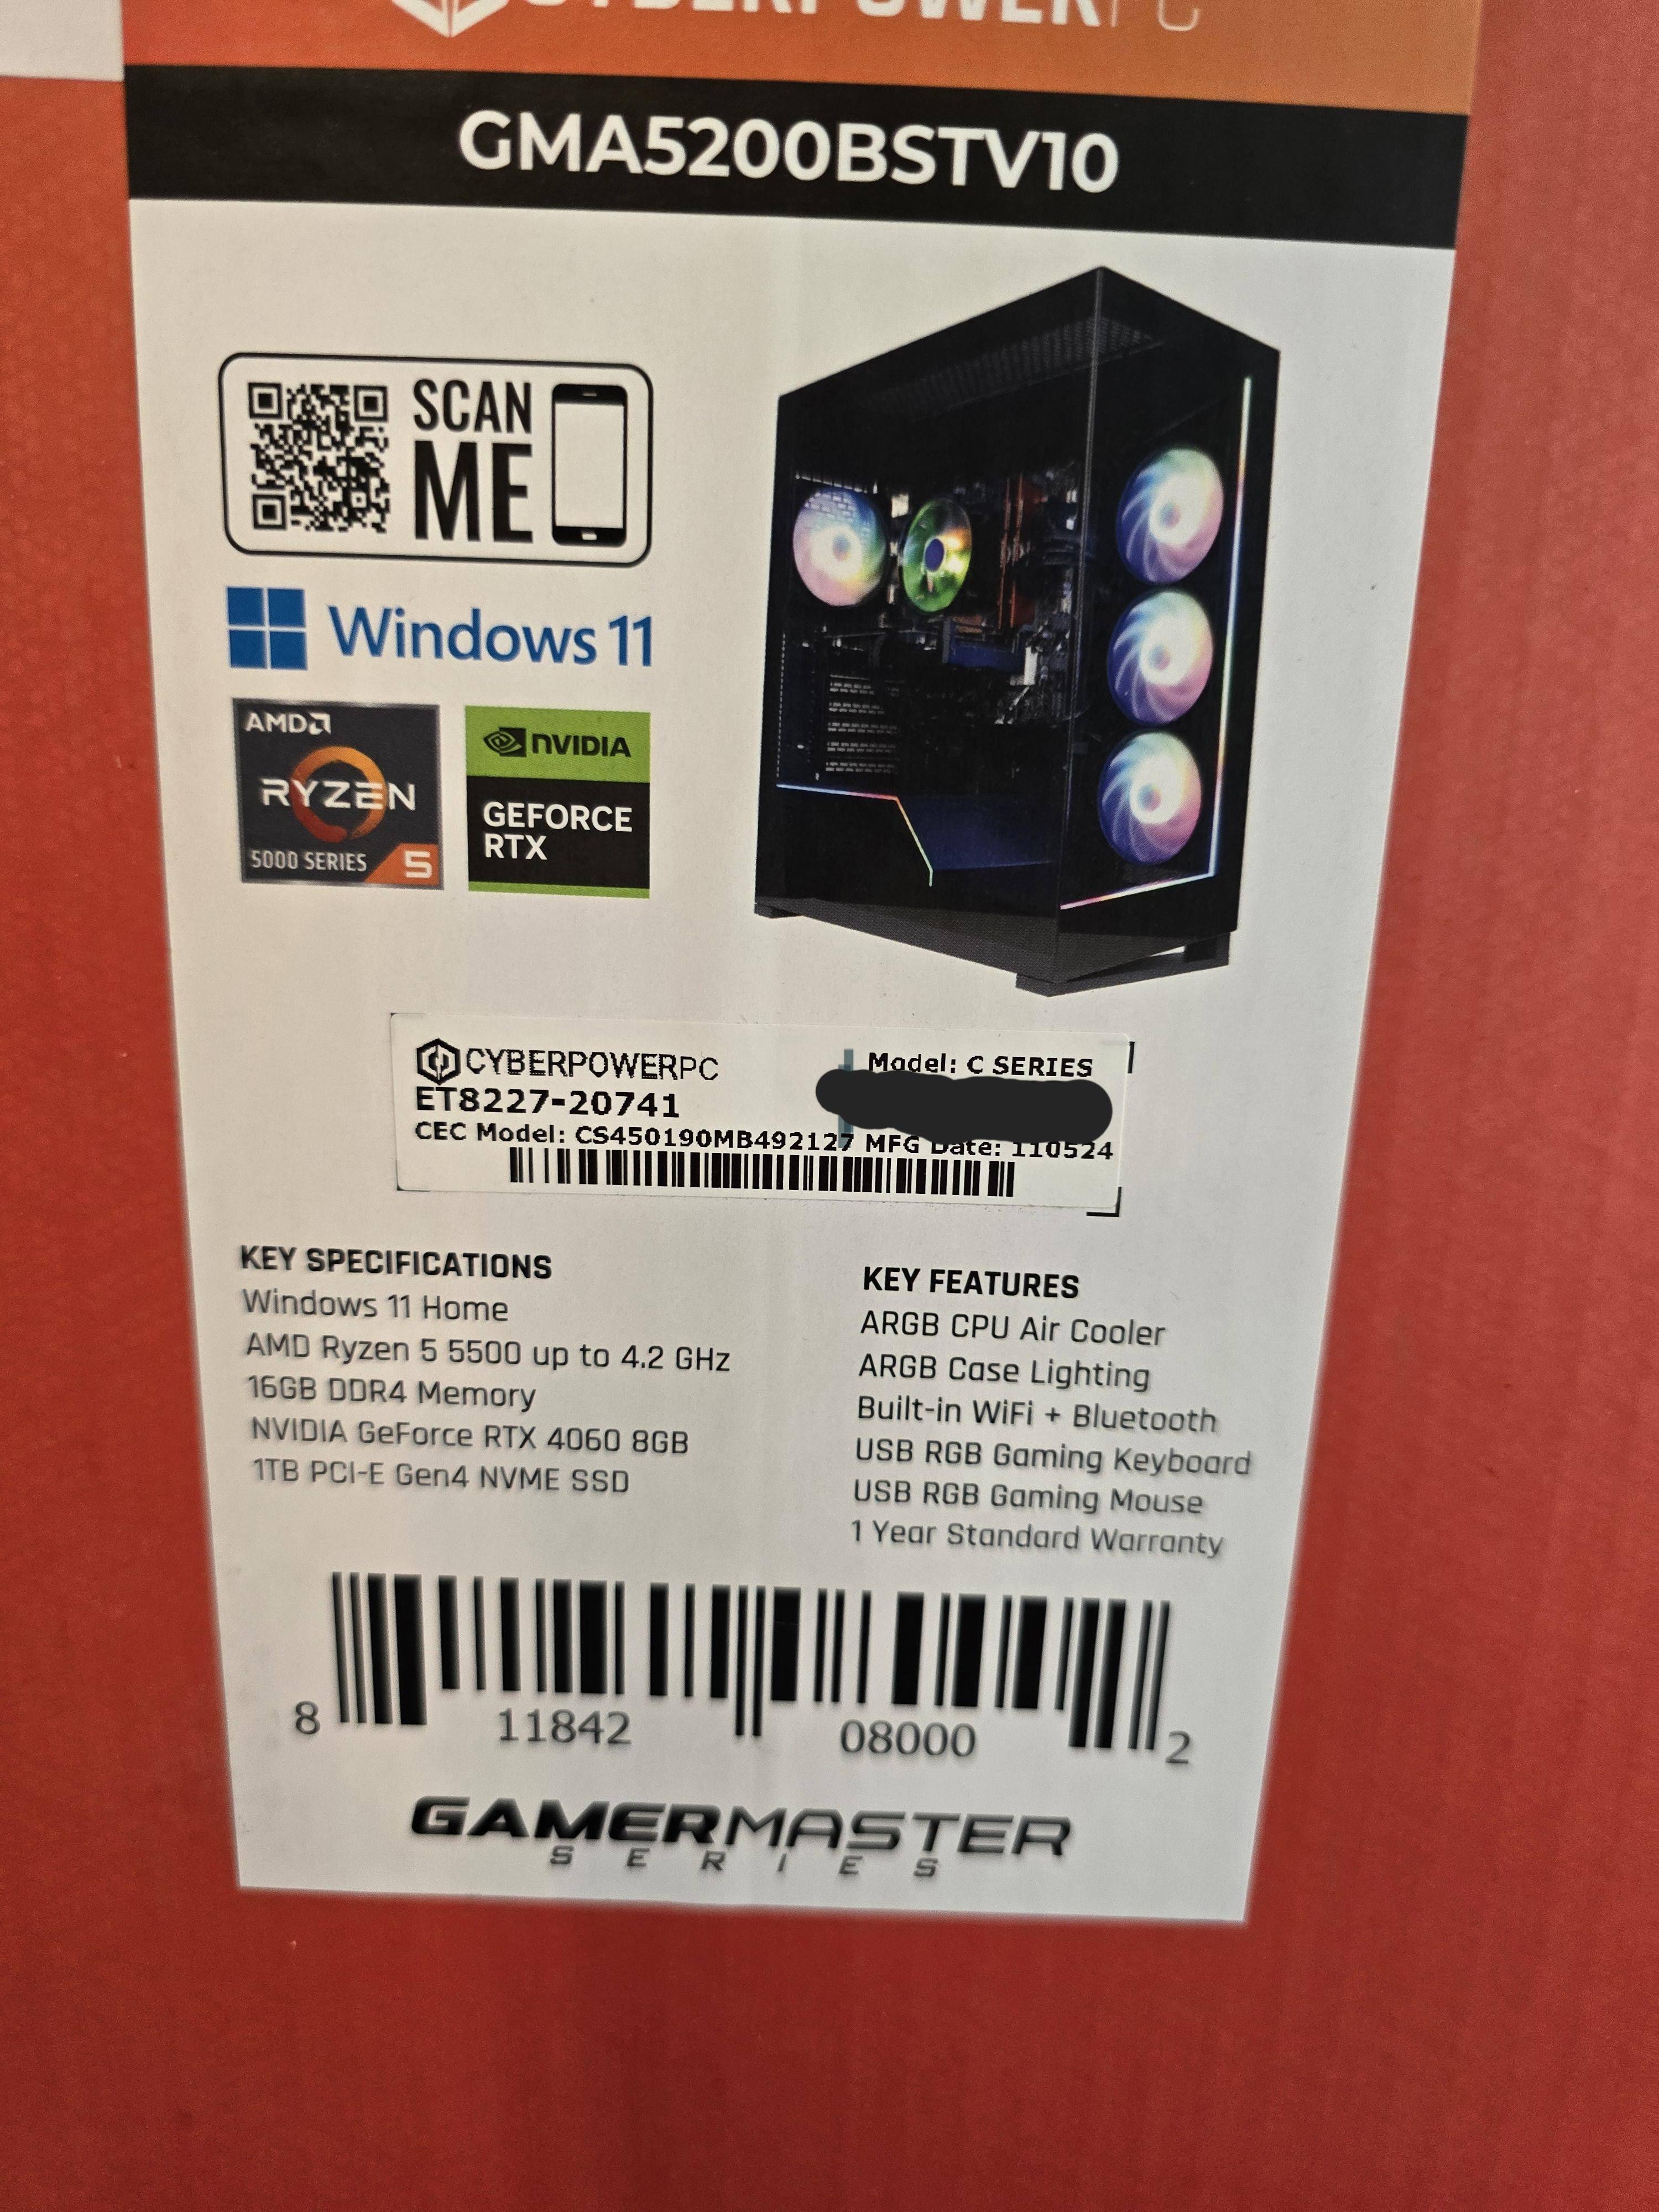 CYBERPOWERPC
GMA5200BSTV10
SCAN
ME
Windows 11
AMD
RYZEN
5000 SERIES 5
NVIDIA
GEFORCE
RTX
CYBERPOWERPC
Model: C SERIES
ET8227-20741
CEC Model: CS450190MB492127 MFG Date: 110524
KEY SPECIFICATIONS
Windows 11 Home
AMD Ryzen 5 5500 up to 4.2 GHz
16GB DDR4 Memory
NVIDIA GeForce RTX 4060 8GB
1TB PCI-E Gen4 NVME SSD
KEY FEATURES
ARGB CPU Air Cooler
ARGB Case Lighting
Built-in WiFi + Bluetooth
USB RGB Gaming Keyboard
USB RGB Gaming Mouse
1 Year Standard Warranty
8 11842 08000 2
GAMERMASTER
SERIES